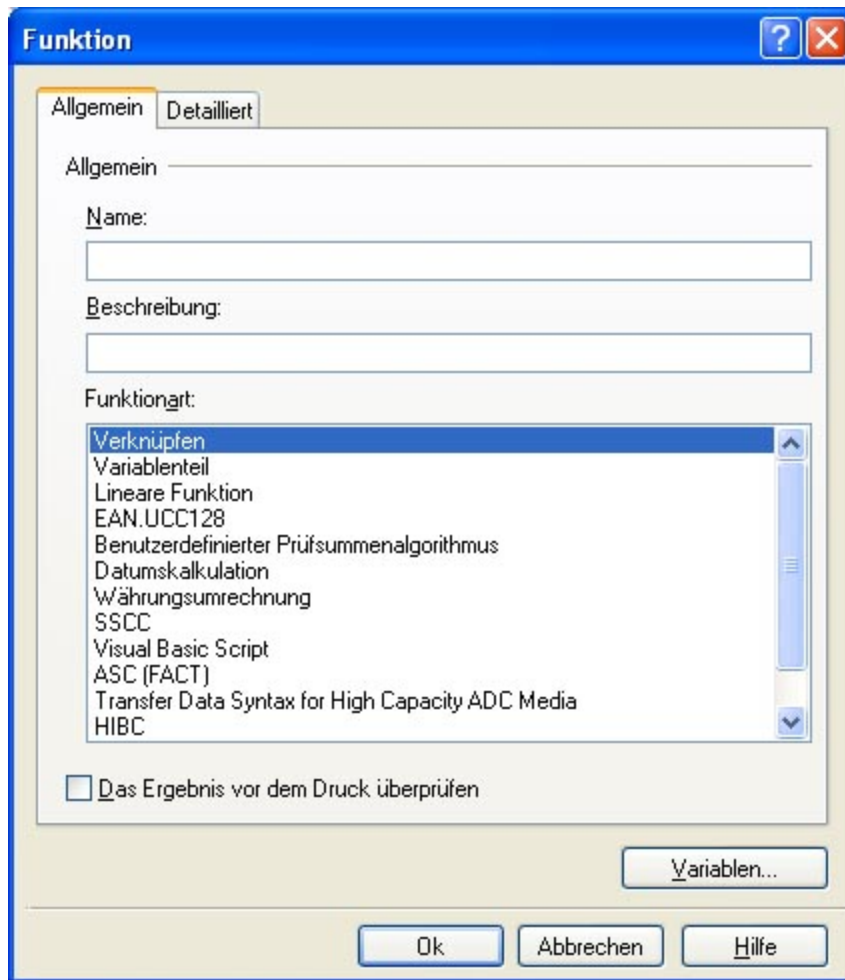 Funktion
Allgemein
Detailliert
Allgemein
Name:
Beschreibung:
Funktionart:
Verknüpfen
Variablenteil
Lineare Funktion
EAN.UCC128
Benutzerdefinierter Prüfsummenalgorithmus
Datumskalkulation
Währungsumrechnung
SSCC
Visual Basic Script
ASC (FACT)
Transfer Data Syntax for High Capacity ADC Media
HIBC
Das Ergebnis vor dem Druck überprüfen
Variablen...
Ok
Abbrechen
Hilfe